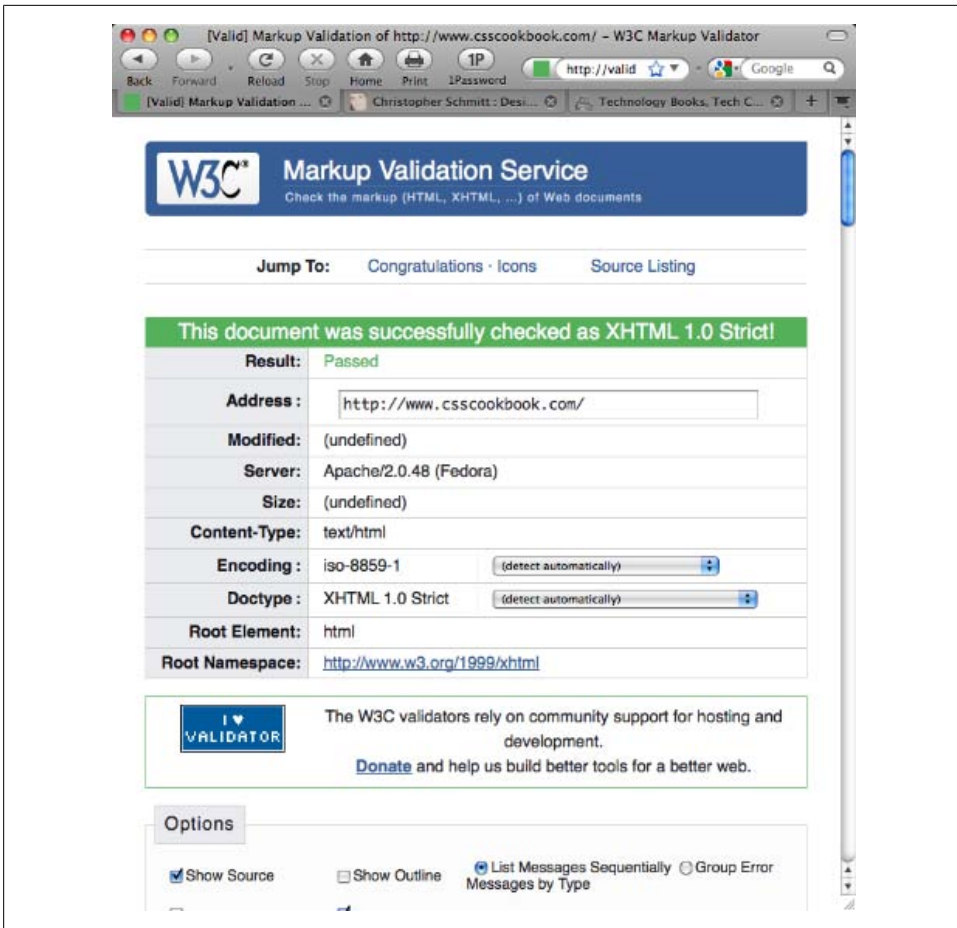 [Valid] Markup Validation of http://www.csscookbook.com/ – W3C Markup Validator
1P
http://valid
Google
Back Forward Reload Stop Home Print 1Password
[Valid] Markup Validation ... Christopher Schmitt : Desi... Technology Books, Tech C...
W3C® Markup Validation Service
Check the markup (HTML, XHTML, ...) of Web documents
Jump To: Congratulations · Icons Source Listing
This document was successfully checked as XHTML 1.0 Strict!
Result: Passed
Address : http://www.csscookbook.com/
Modified: (undefined)
Server: Apache/2.0.48 (Fedora)
Size: (undefined)
Content-Type: text/html
Encoding : iso-8859-1 (detect automatically)
Doctype : XHTML 1.0 Strict (detect automatically)
Root Element: html
Root Namespace: http://www.w3.org/1999/xhtml
I ♥
VALIDATOR
The W3C validators rely on community support for hosting and
development.
Donate and help us build better tools for a better web.
Options
Show Source Show Outline List Messages Sequentially Group Error
Messages by Type